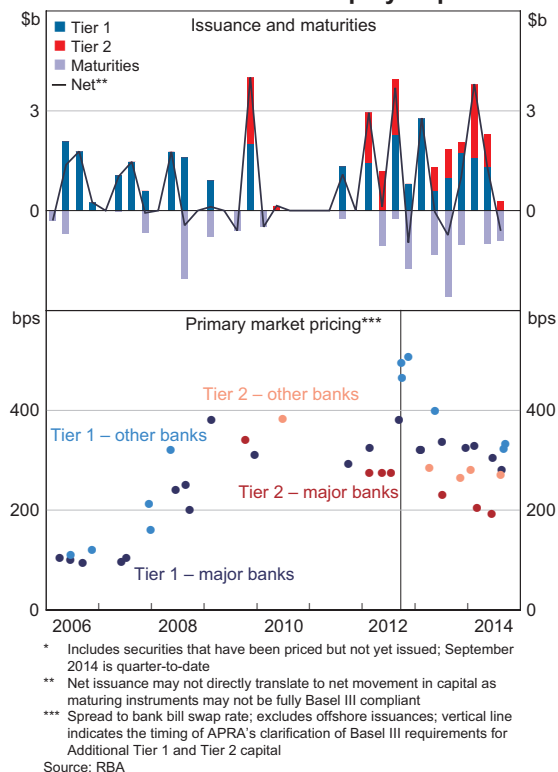 $b
Issuance and maturities
$b
Tier 1
Tier 2
Maturities
Net**
3
3
0
0
bps
Primary market pricing***
bps
Tier 2 – other banks
400
400
Tier 1 – other banks
Tier 2 – major banks
200
200
Tier 1 – major banks
0
0
2006
2008
2010
2012
2014
* Includes securities that have been priced but not yet issued; September
2014 is quarter-to-date
** Net issuance may not directly translate to net movement in capital as
maturing instruments may not be fully Basel III compliant
*** Spread to bank bill swap rate; excludes offshore issuances; vertical line
indicates the timing of APRA's clarification of Basel III requirements for
Additional Tier 1 and Tier 2 capital
Source: RBA